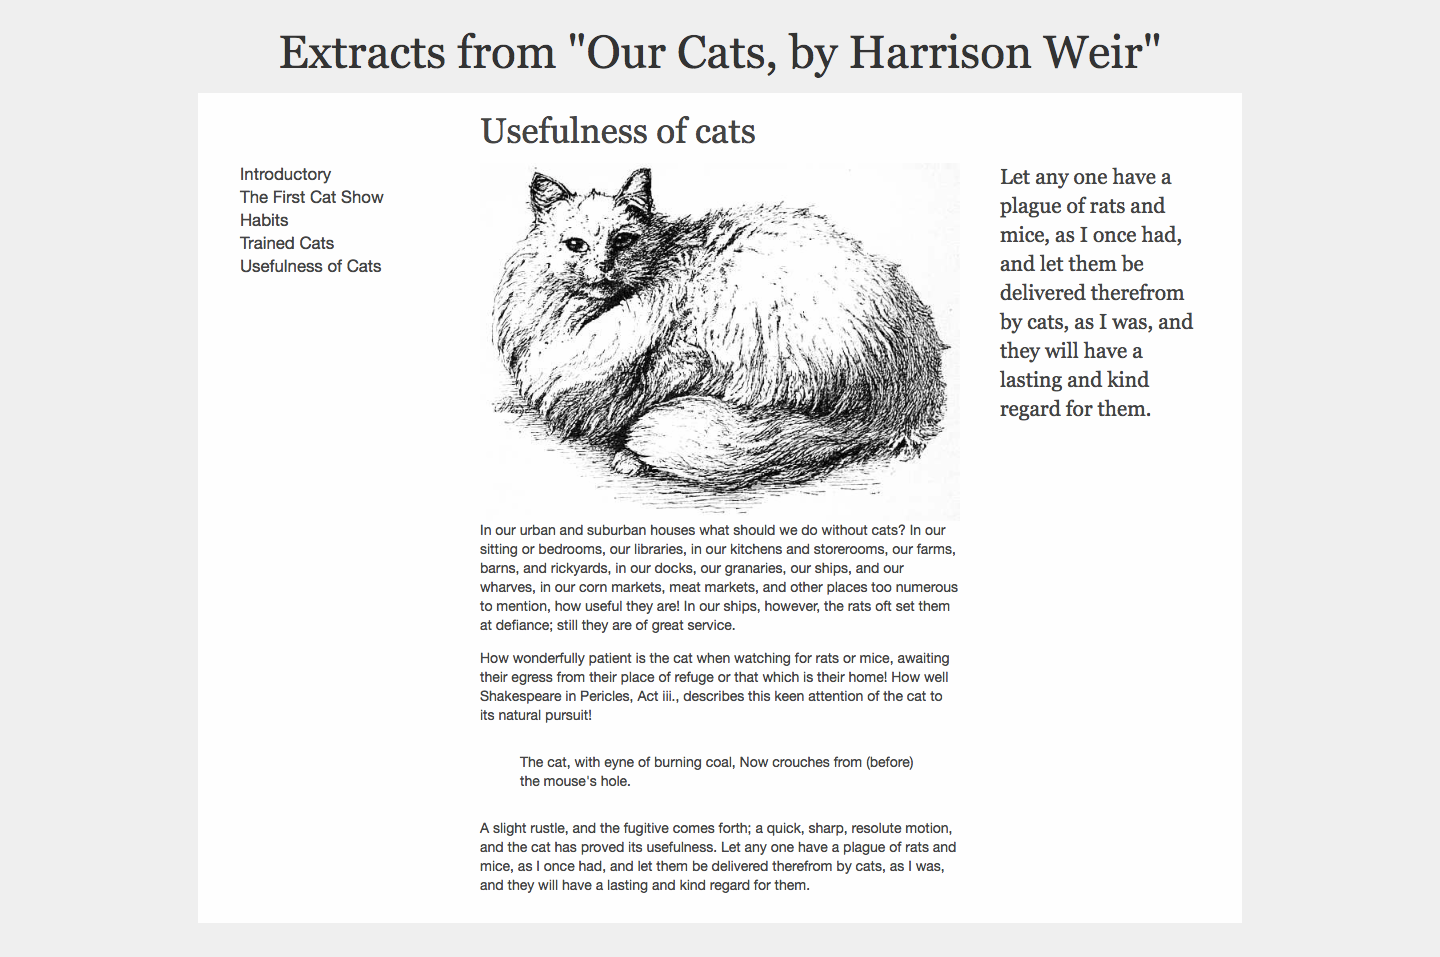 Extracts from "Our Cats, by Harrison Weir"
Usefulness of cats
Introductory
The First Cat Show
Habits
Trained Cats
Usefulness of Cats
In our urban and suburban houses what should we do without cats? In our
sitting or bedrooms, our libraries, in our kitchens and storerooms, our farms,
barns, and rickyards, in our docks, our granaries, our ships, and our
wharves, in our corn markets, meat markets, and other places too numerous
to mention, how useful they are! In our ships, however, the rats oft set them
at defiance; still they are of great service.
How wonderfully patient is the cat when watching for rats or mice, awaiting
their egress from their place of refuge or that which is their home! How well
Shakespeare in Pericles, Act iii., describes this keen attention of the cat to
its natural pursuit!
The cat, with eyne of burning coal, Now crouches from (before)
the mouse's hole.
A slight rustle, and the fugitive comes forth; a quick, sharp, resolute motion,
and the cat has proved its usefulness. Let any one have a plague of rats and
mice, as I once had, and let them be delivered therefrom by cats, as I was,
and they will have a lasting and kind regard for them.
Let any one have a
plague of rats and
mice, as I once had,
and let them be
delivered therefrom
by cats, as I was, and
they will have a
lasting and kind
regard for them.